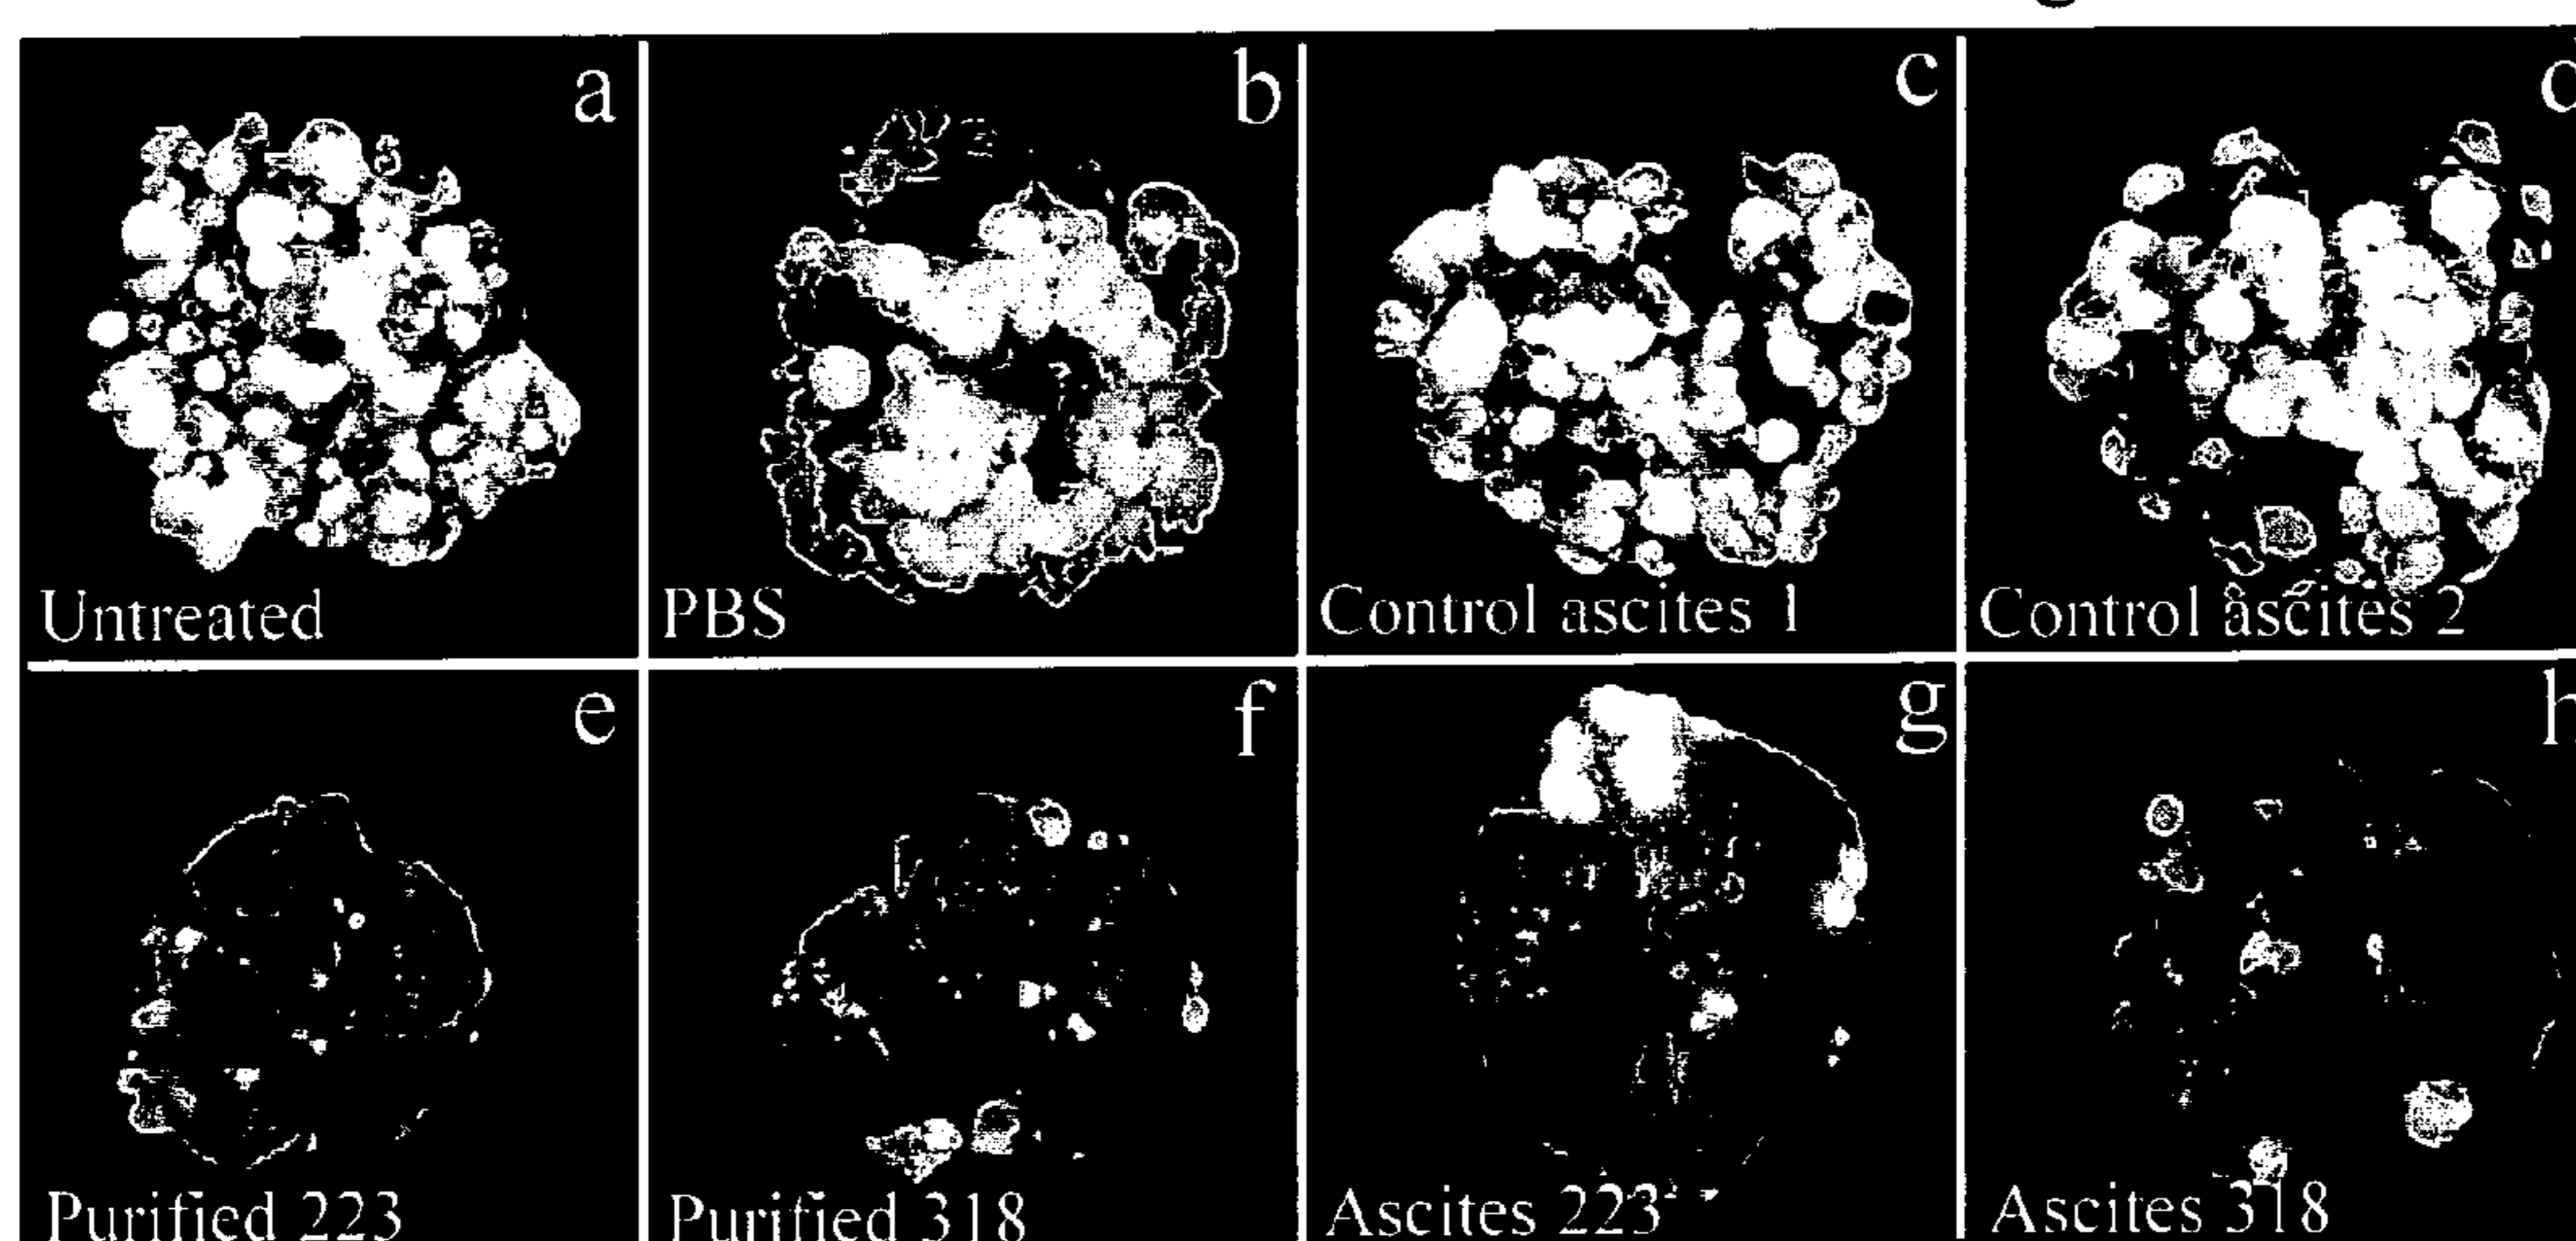 a b c d
Untreated PBS Control ascites 1 Control ascites 2
e f g h
Purified 223 Purified 318 Ascites 223 Ascites 318